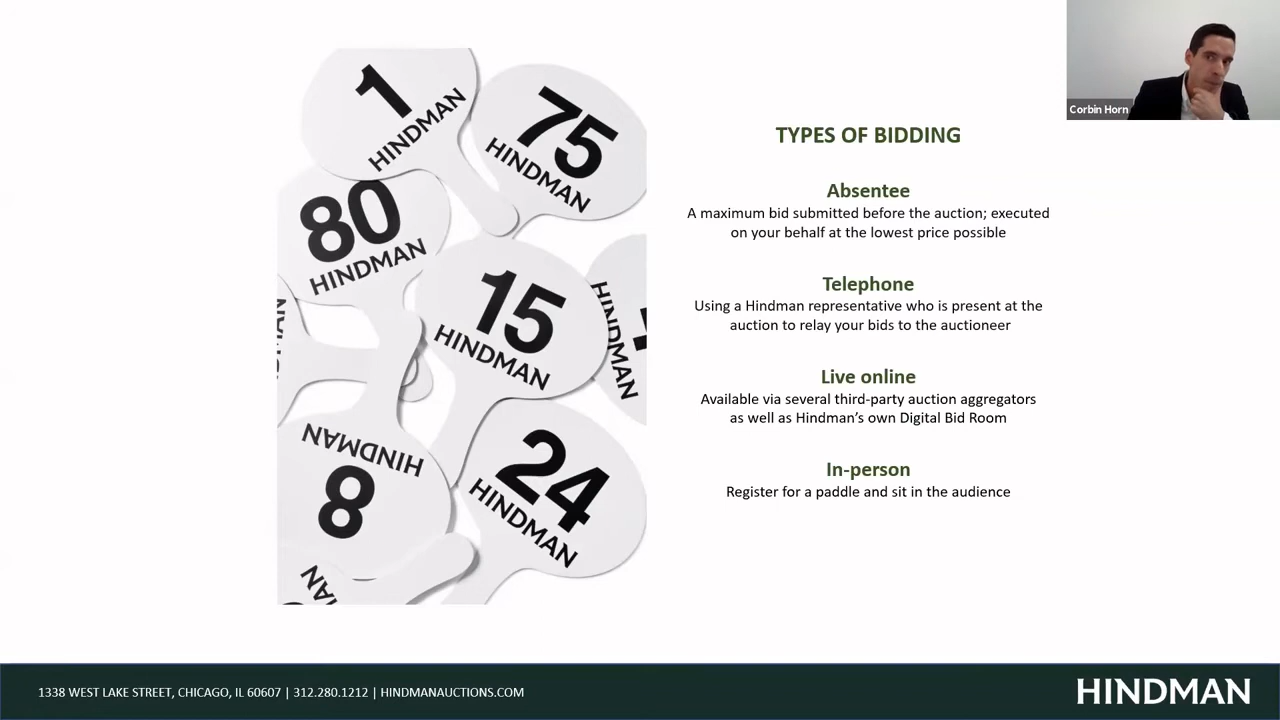 1
HINDMAN
75
HINDMAN
80
HINDMAN
15
HINDMAN
HINDMAN
HINDMAN
8
24
HINDMAN
Corbin Horn
TYPES OF BIDDING
Absentee
A maximum bid submitted before the auction; executed
on your behalf at the lowest price possible
Telephone
Using a Hindman representative who is present at the
auction to relay your bids to the auctioneer
Live online
Available via several third-party auction aggregators
as well as Hindman’s own Digital Bid Room
In-person
Register for a paddle and sit in the audience
1338 WEST LAKE STREET, CHICAGO, IL 60607 | 312.280.1212 | HINDMANAUCTIONS.COM
HINDMAN